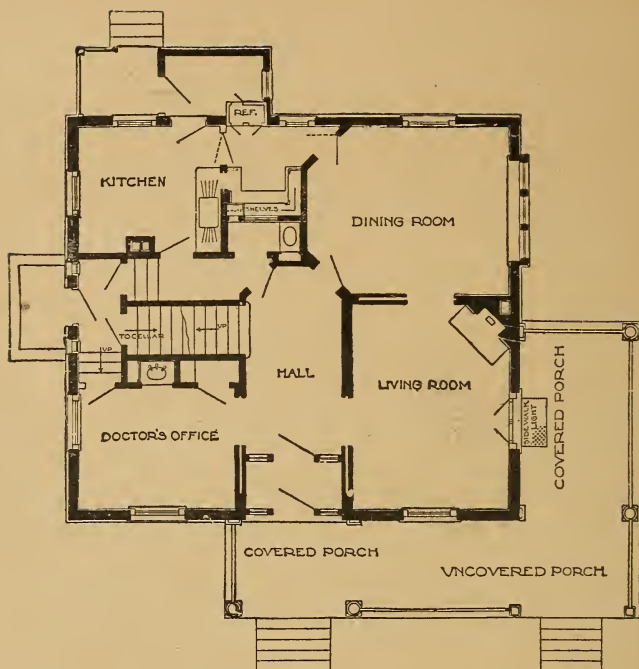 REF.
KITCHEN
SHELVES
DINING ROOM
TO CELLAR
UP
UP
HALL
LIVING ROOM
DOCTOR'S OFFICE
SIDEWALK
LIGHT
COVERED PORCH
COVERED PORCH
UNCOVERED PORCH